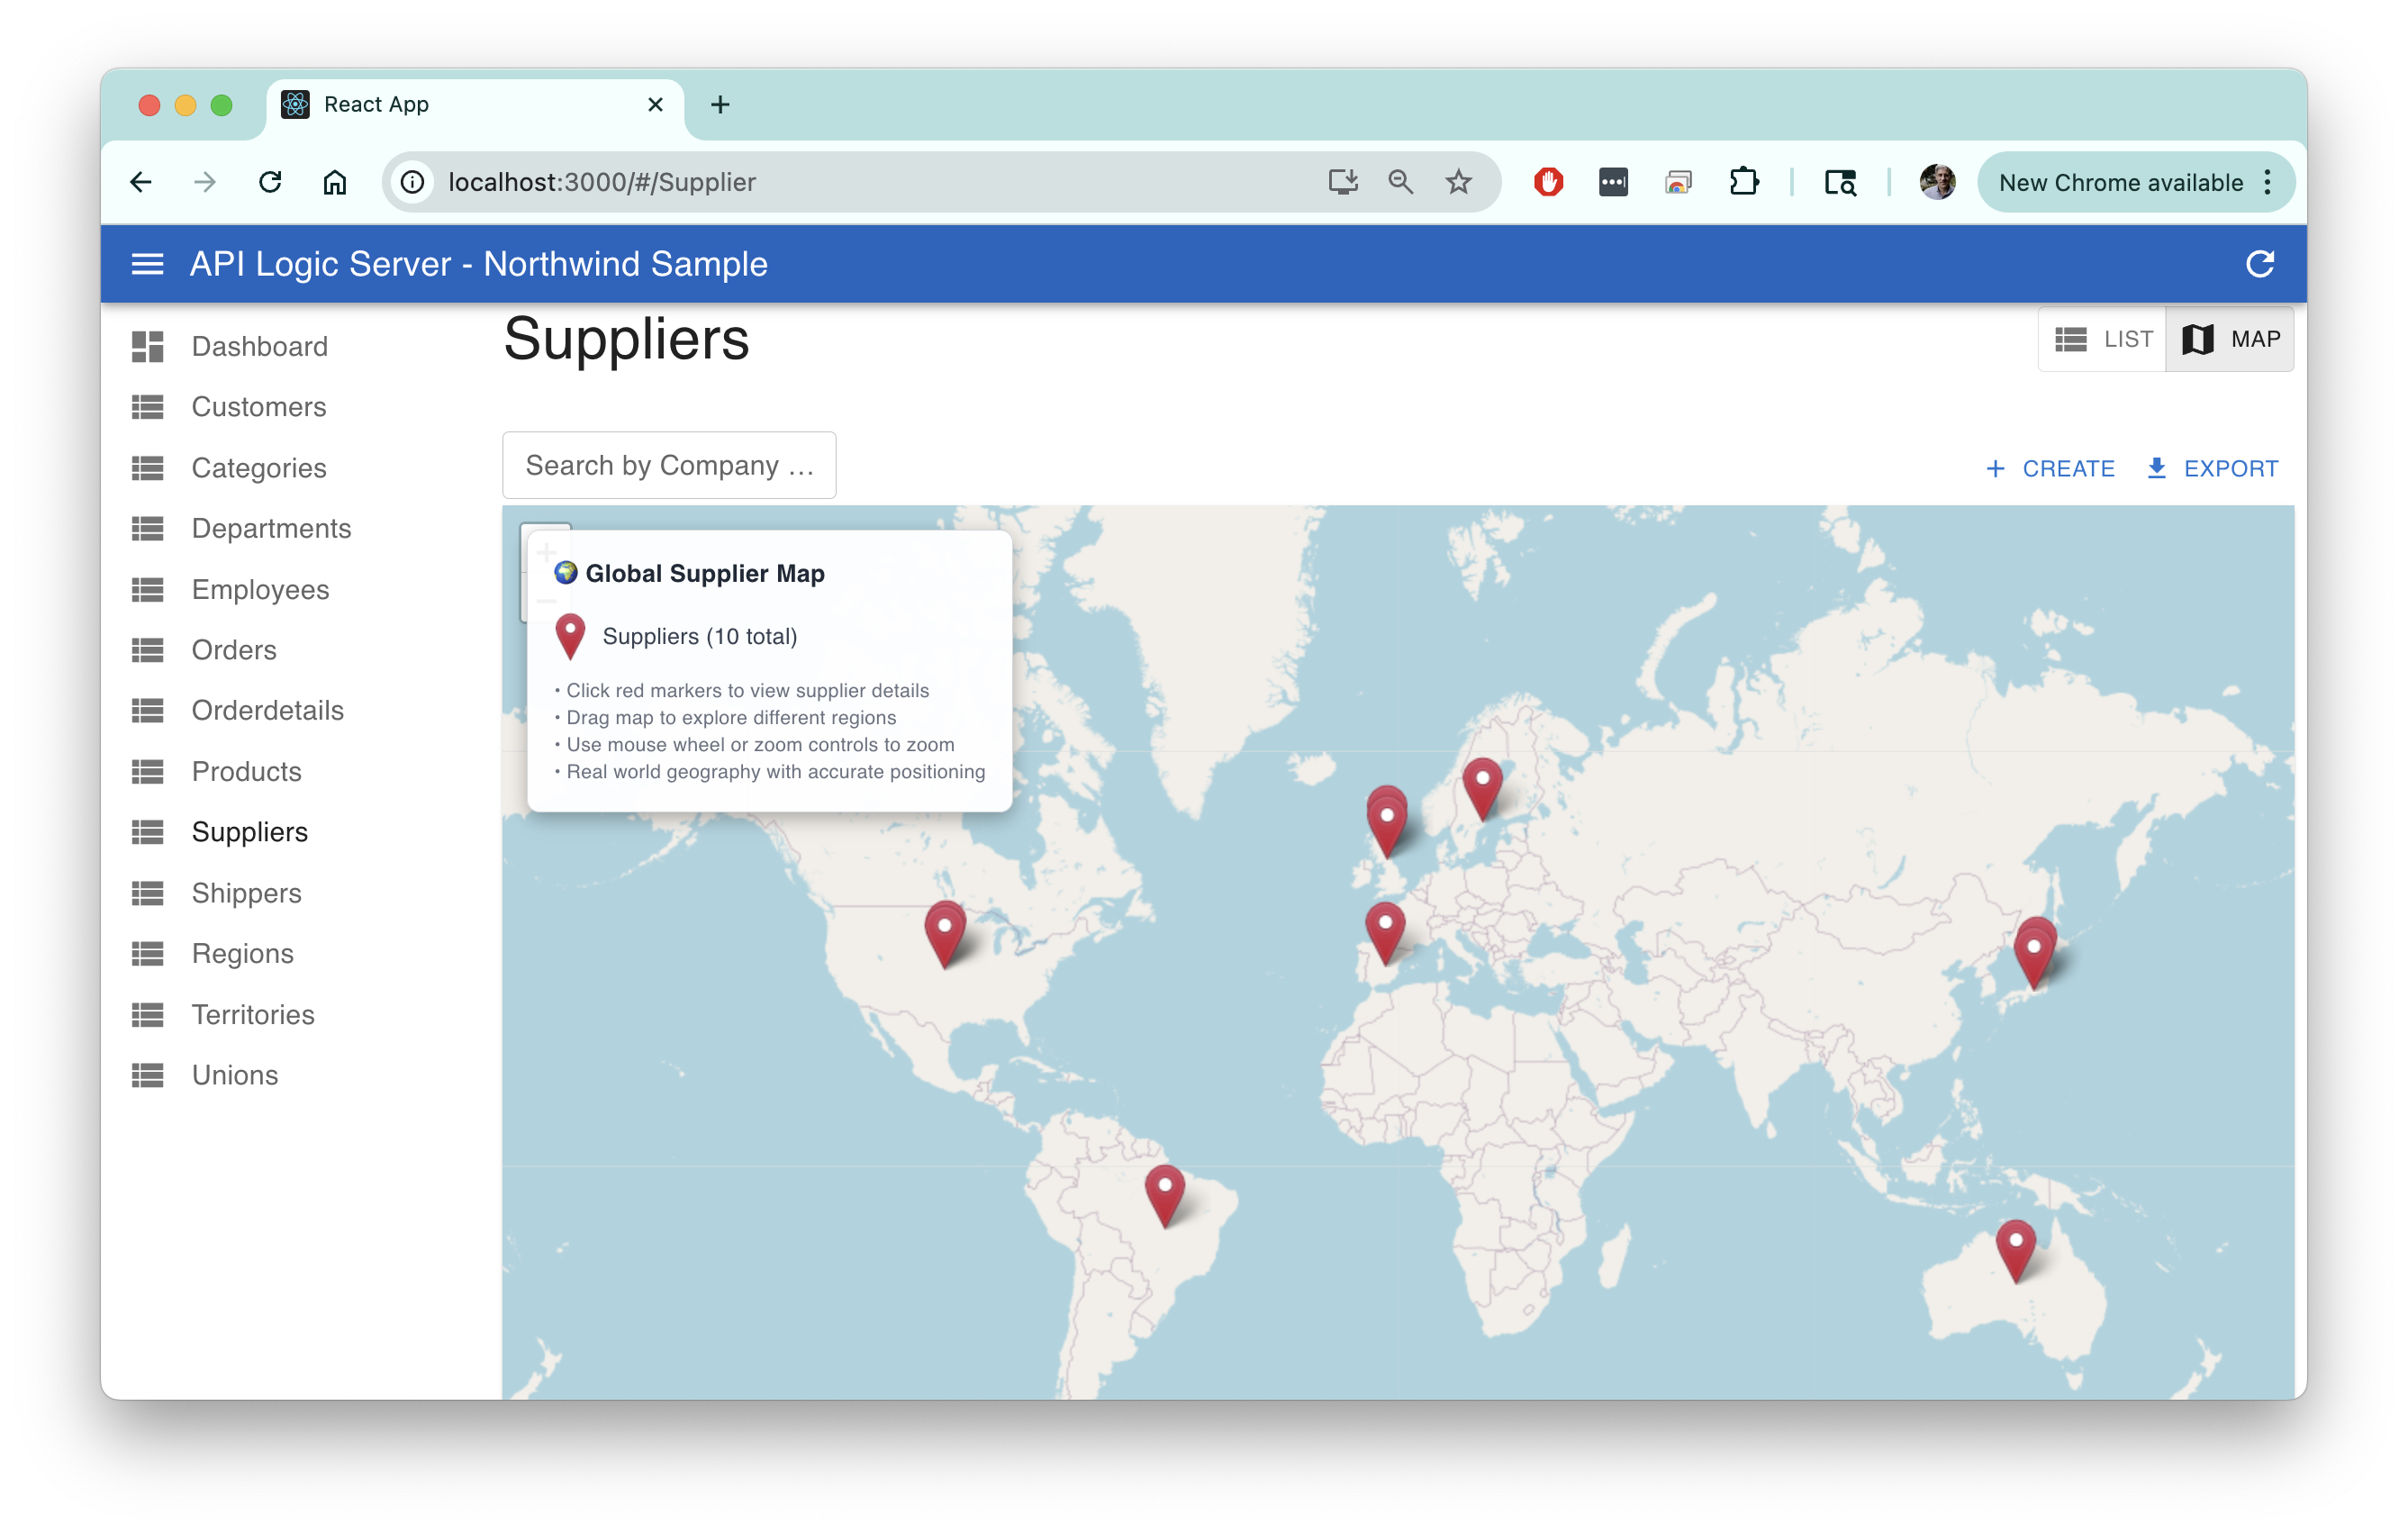 React App
localhost:3000/#/Supplier
New Chrome available
API Logic Server - Northwind Sample
Dashboard
Customers
Categories
Departments
Employees
Orders
Orderdetails
Products
Suppliers
Shippers
Regions
Territories
Unions
Suppliers
LIST
MAP
Search by Company …
+ CREATE
EXPORT
+
−
🌍 Global Supplier Map
Suppliers (10 total)
• Click red markers to view supplier details
• Drag map to explore different regions
• Use mouse wheel or zoom controls to zoom
• Real world geography with accurate positioning